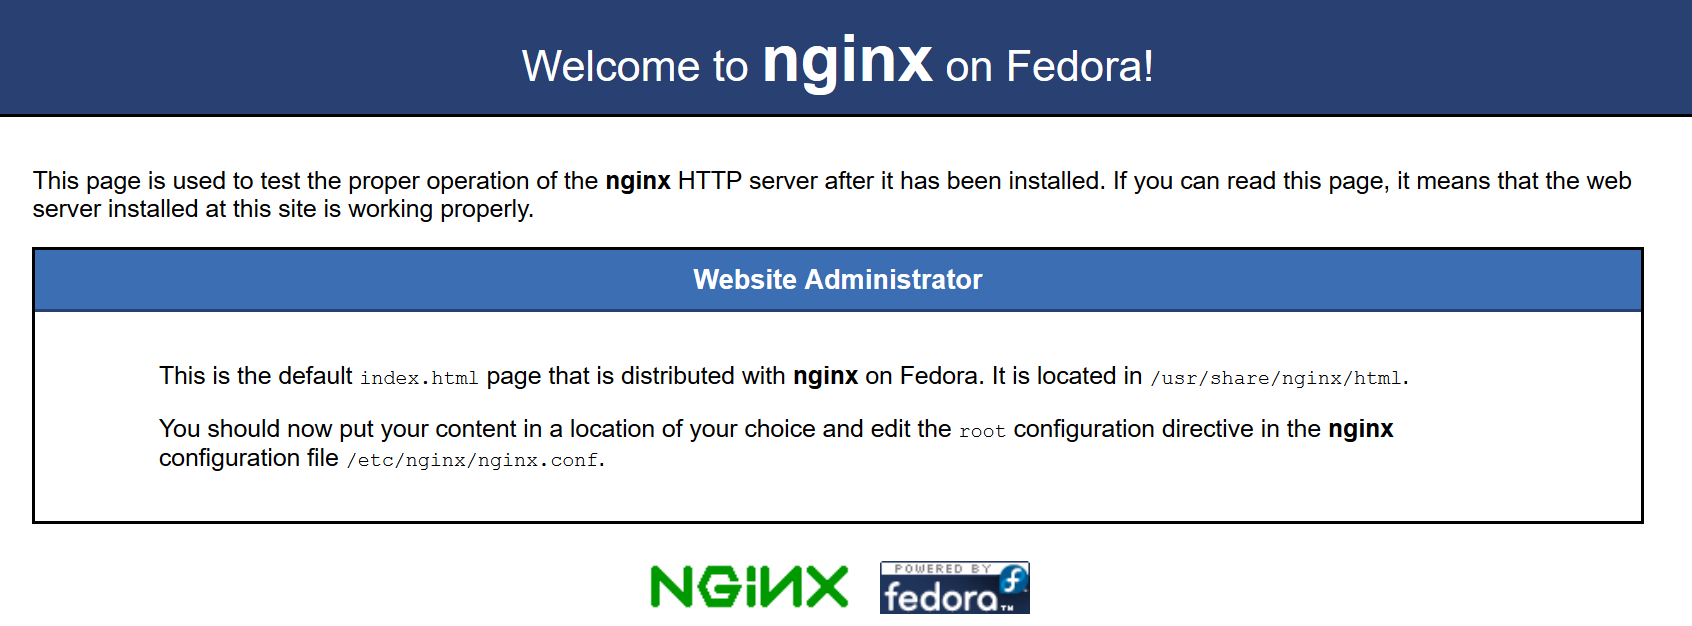 Welcome to nginx on Fedora!
This page is used to test the proper operation of the nginx HTTP server after it has been installed. If you can read this page, it means that the web
server installed at this site is working properly.
Website Administrator
This is the default index.html page that is distributed with nginx on Fedora. It is located in /usr/share/nginx/html.
You should now put your content in a location of your choice and edit the root configuration directive in the nginx
configuration file /etc/nginx/nginx.conf.
NGINX
POWERED BY
fedora™